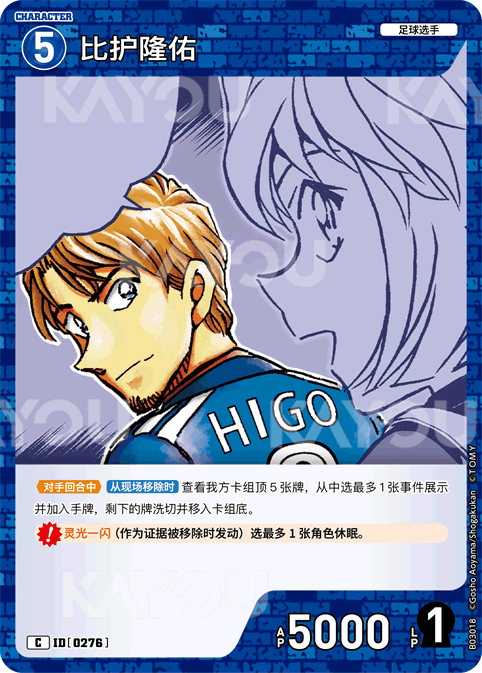 CHARACTER
5
比护隆佑
足球选手
KAYOU
KAYOU
KAYOU
HIGO
对手回合中 从现场移除时 查看我方卡组顶5张牌，从中选最多1张事件展示
并加入手牌，剩下的牌洗切并移入卡组底。
灵光一闪 (作为证据被移除时发动) 选最多1张角色休眠。
KAYOU
C ID[0276]
AP 5000 LP 1
B03018 ©Gosho Aoyama/Shogakukan ©TOMY